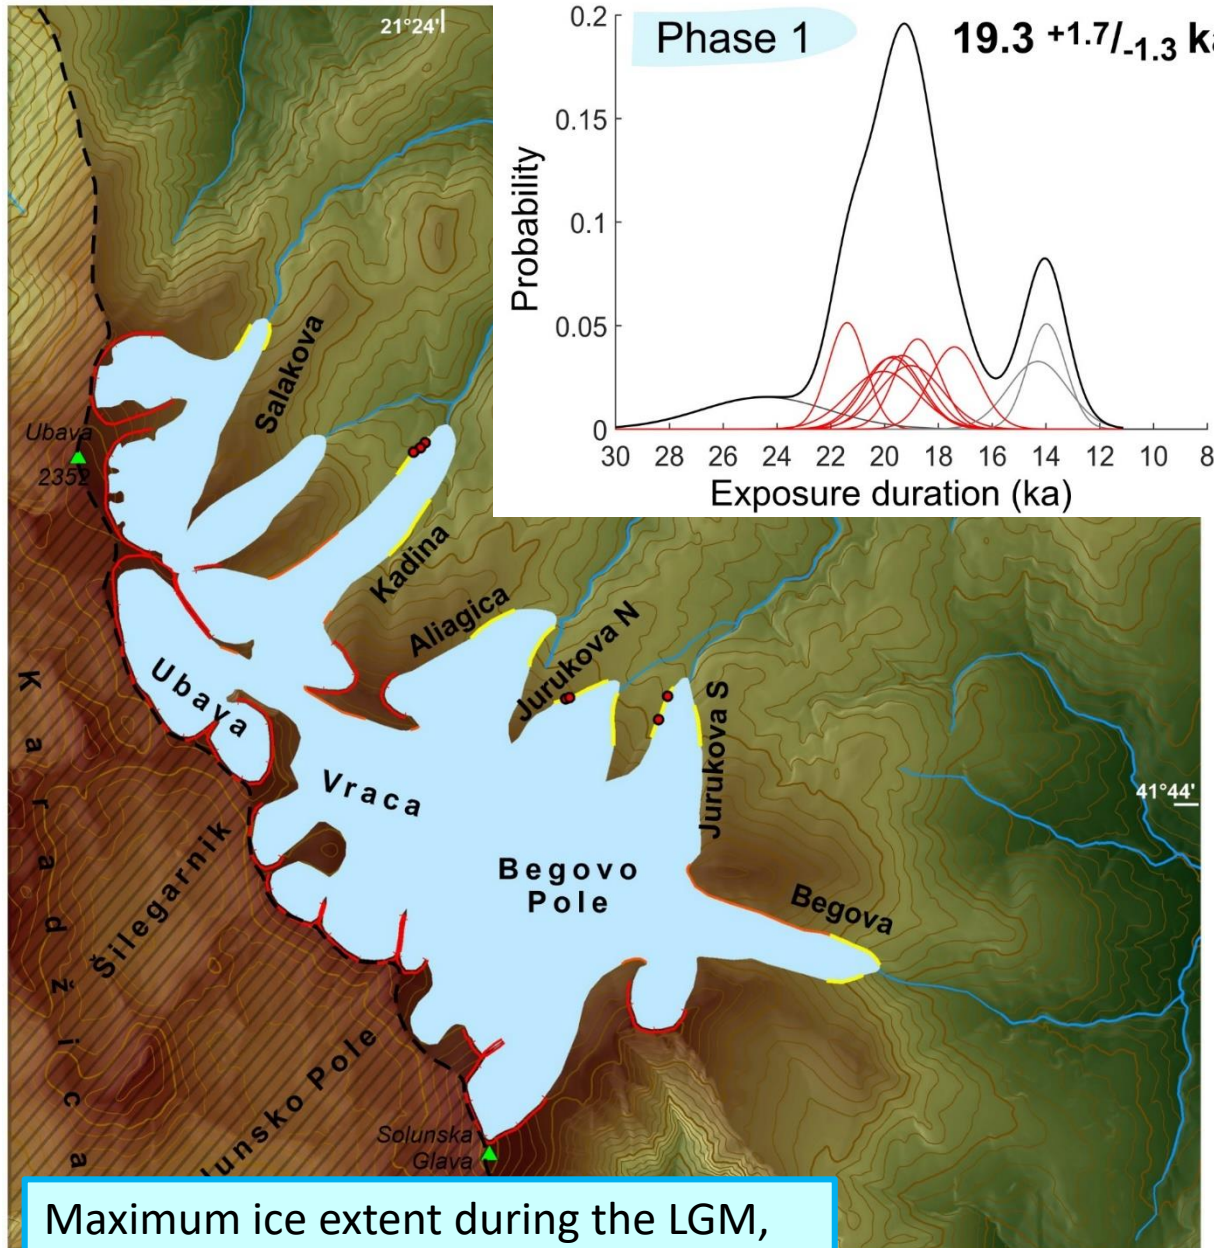 21°24'
Phase 1
19.3 +1.7/-1.3 ka
0.2
0.15
0.1
0.05
0
Probability
30 28 26 24 22 20 18 16 14 12 10 8
Exposure duration (ka)
Salakova
Ubava
2352
Kadina
Aliagica
Jurukova N
Jurukova S
Ubava
Vraca
Karadžica
Šilegarnik
41°44'
Begovo
Pole
Begova
lunsko Pole
Solunska
Glava
Maximum ice extent during the LGM,